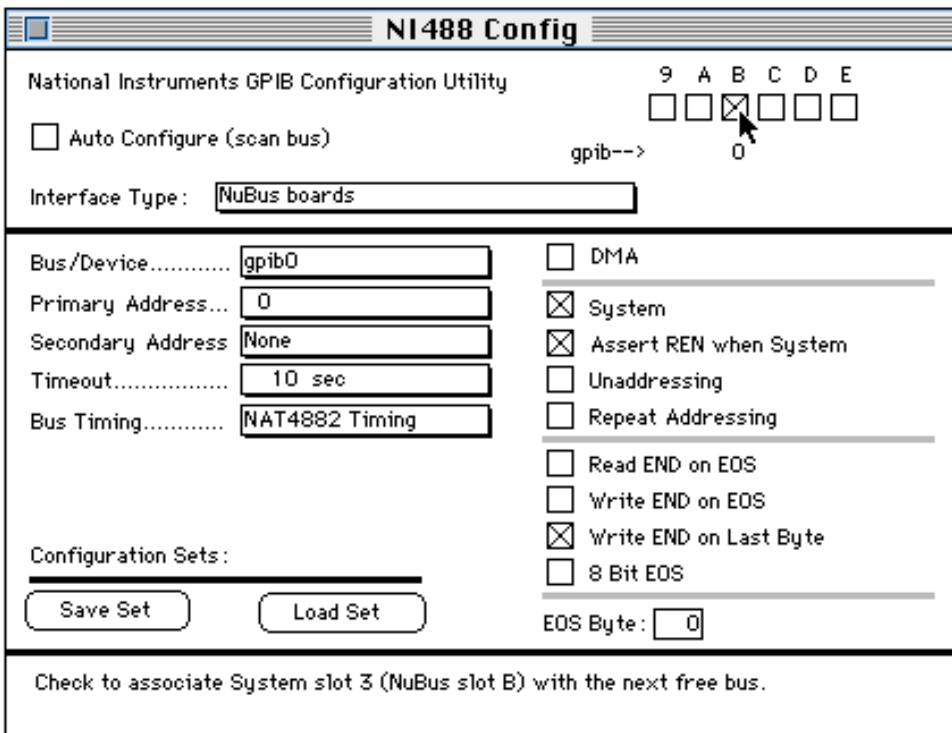 NI488 Config
National Instruments GPIB Configuration Utility
9 A B C D E
Auto Configure (scan bus)
gpib--> 0
Interface Type: NuBus boards
Bus/Device............ gpib0
Primary Address... 0
Secondary Address None
Timeout................. 10 sec
Bus Timing............ NAT4882 Timing
DMA
System
Assert REN when System
Unaddressing
Repeat Addressing
Read END on EOS
Write END on EOS
Write END on Last Byte
8 Bit EOS
Configuration Sets:
Save Set Load Set
EOS Byte: 0
Check to associate System slot 3 (NuBus slot B) with the next free bus.